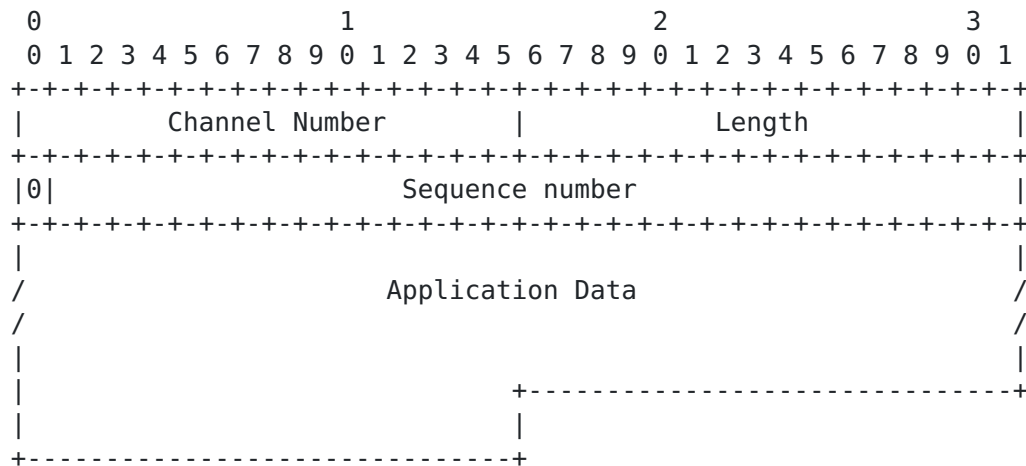 0                   1                   2                   3
 0 1 2 3 4 5 6 7 8 9 0 1 2 3 4 5 6 7 8 9 0 1 2 3 4 5 6 7 8 9 0 1
+-+-+-+-+-+-+-+-+-+-+-+-+-+-+-+-+-+-+-+-+-+-+-+-+-+-+-+-+-+-+-+-+
|         Channel Number        |            Length             |
+-+-+-+-+-+-+-+-+-+-+-+-+-+-+-+-+-+-+-+-+-+-+-+-+-+-+-+-+-+-+-+-+
|0|                      Sequence number                        |
+-+-+-+-+-+-+-+-+-+-+-+-+-+-+-+-+-+-+-+-+-+-+-+-+-+-+-+-+-+-+-+-+
|                                                               |
/                       Application Data                        /
/                                                               /
|                                                               |
|                               +-------------------------------+
|                               |
+-------------------------------+